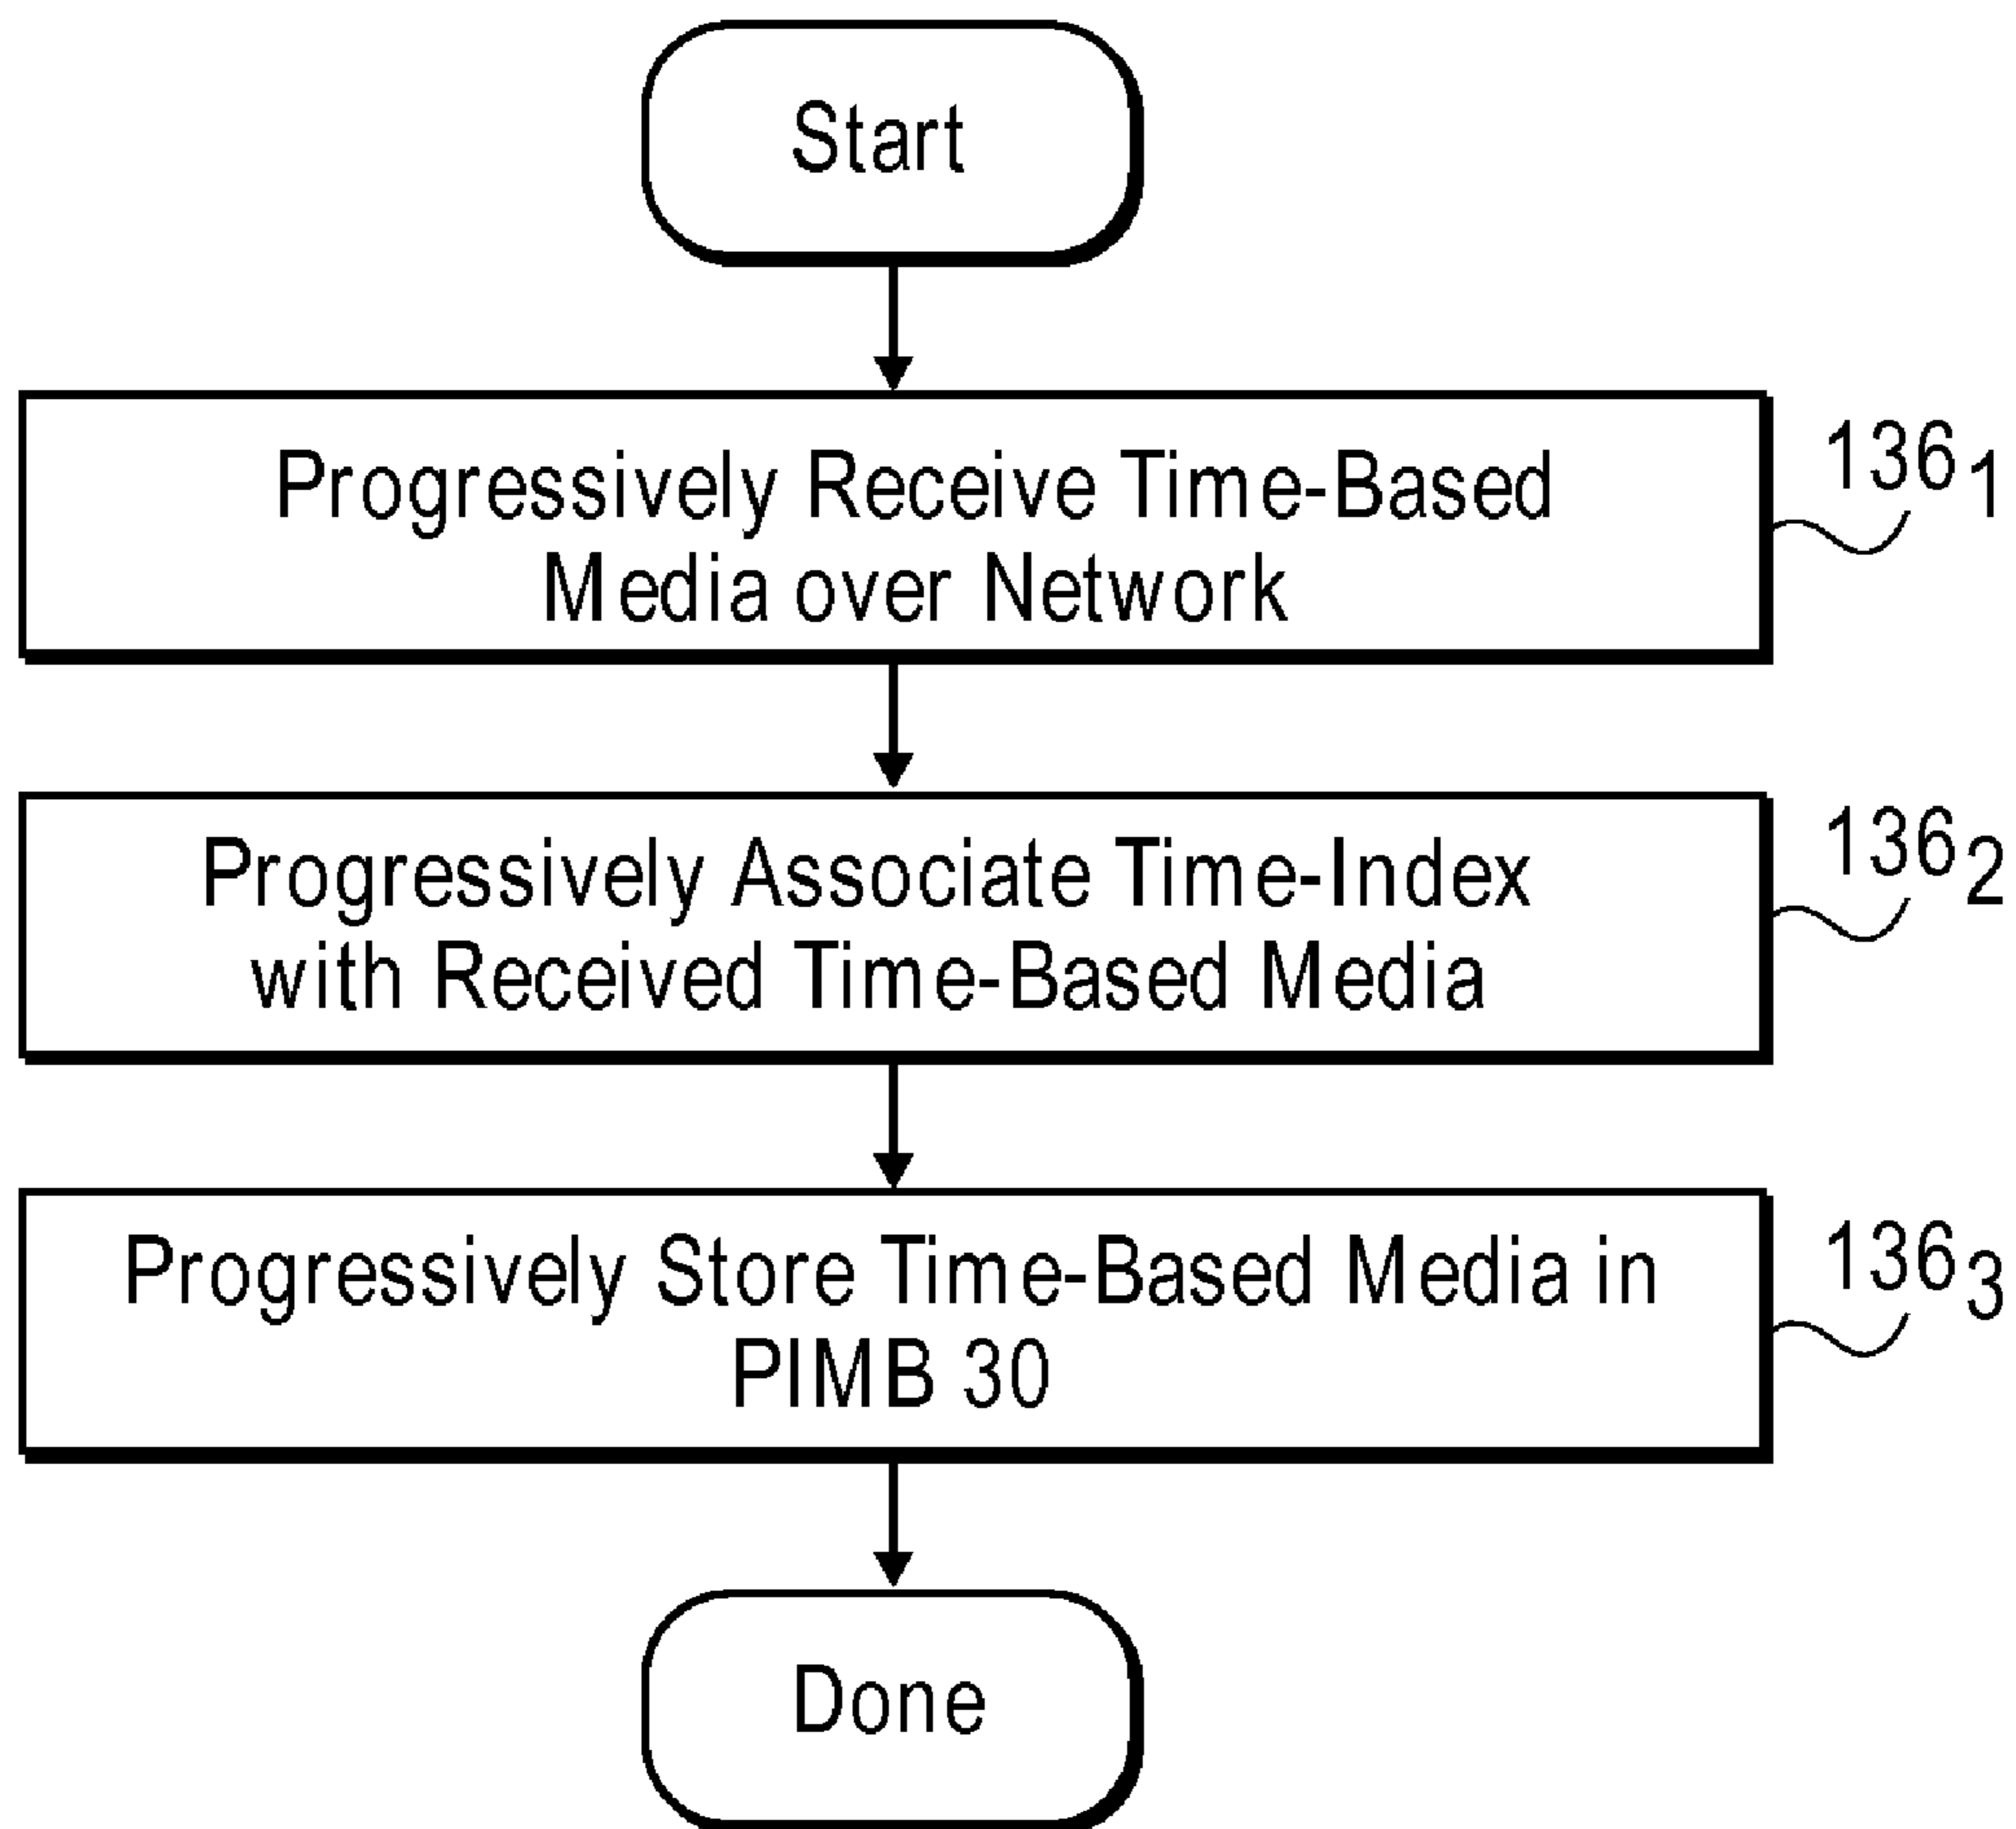 Start
Progressively Receive Time-Based
Media over Network
136₁
Progressively Associate Time-Index
with Received Time-Based Media
136₂
Progressively Store Time-Based Media in
PIMB 30
136₃
Done